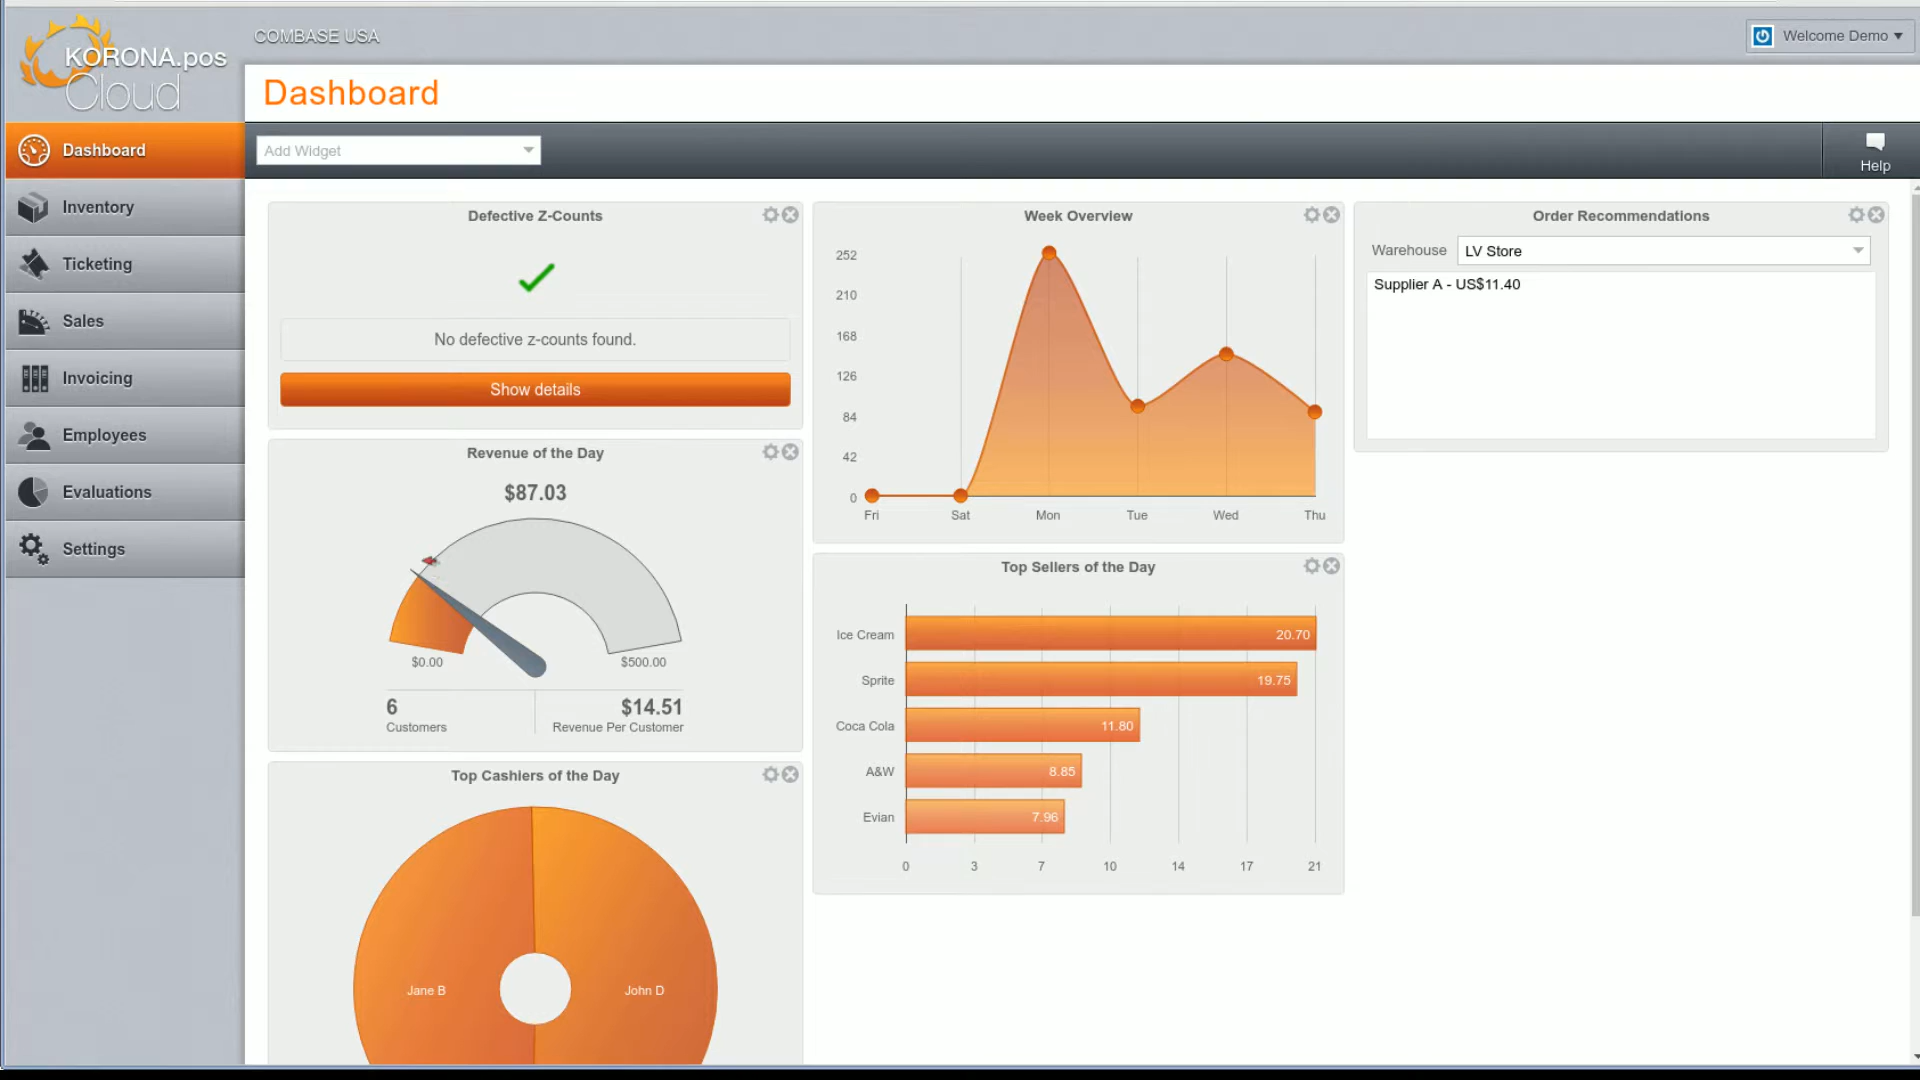 KORONA.pos
Cloud
COMBASE USA
Welcome Demo
Dashboard
Add Widget
Help
Dashboard
Inventory
Ticketing
Sales
Invoicing
Employees
Evaluations
Settings
Defective Z-Counts
No defective z-counts found.
Show details
Revenue of the Day
$87.03
$0.00
$500.00
6
Customers
$14.51
Revenue Per Customer
Top Cashiers of the Day
Jane B
John D
Week Overview
252
210
168
126
84
42
0
Fri Sat Mon Tue Wed Thu
Top Sellers of the Day
Ice Cream 20.70
Sprite 19.75
Coca Cola 11.80
A&W 8.85
Evian 7.96
0 3 7 10 14 17 21
Order Recommendations
Warehouse LV Store
Supplier A - US$11.40